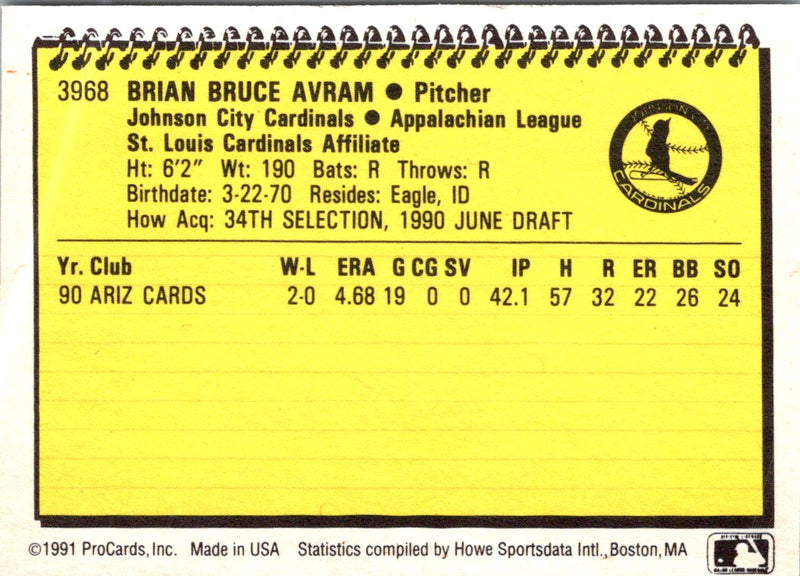 3968 BRIAN BRUCE AVRAM ● Pitcher
Johnson City Cardinals ● Appalachian League
St. Louis Cardinals Affiliate
Ht: 6'2" Wt: 190 Bats: R Throws: R
Birthdate: 3-22-70 Resides: Eagle, ID
How Acq: 34TH SELECTION, 1990 JUNE DRAFT
JOHNSON CITY
CARDINALS
Yr. Club W-L ERA G CG SV IP H R ER BB SO
90 ARIZ CARDS 2-0 4.68 19 0 0 42.1 57 32 22 26 24
©1991 ProCards, Inc. Made in USA Statistics compiled by Howe Sportsdata Intl., Boston, MA